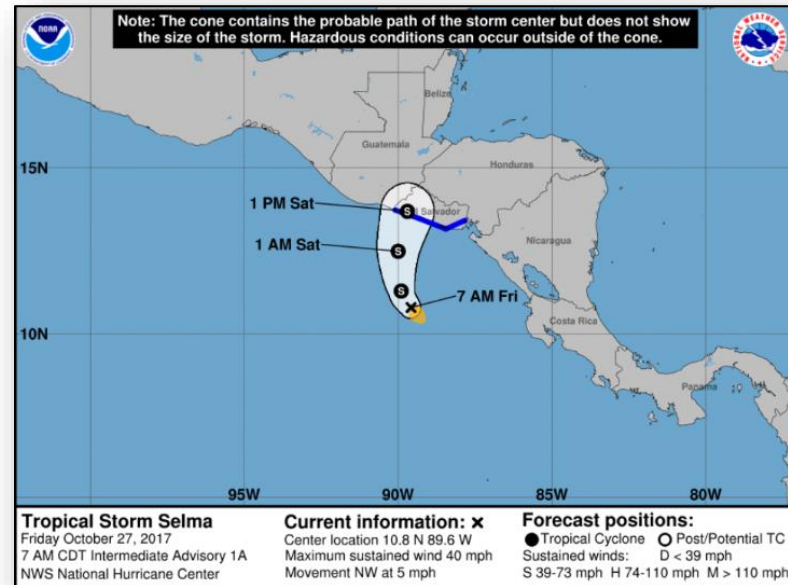 Note: The cone contains the probable path of the storm center but does not show
the size of the storm. Hazardous conditions can occur outside of the cone.
NOAA
NATIONAL WEATHER SERVICE
Belize
Guatemala
15N
Honduras
1 PM Sat
S
El Salvador
1 AM Sat
S
Nicaragua
S
7 AM Fri
10N
Costa Rica
Panama
95W
90W
85W
80W
Tropical Storm Selma
Friday October 27, 2017
7 AM CDT Intermediate Advisory 1A
NWS National Hurricane Center
Current information: ×
Center location 10.8 N 89.6 W
Maximum sustained wind 40 mph
Movement NW at 5 mph
Forecast positions:
● Tropical Cyclone ○ Post/Potential TC
Sustained winds: D < 39 mph
S 39-73 mph H 74-110 mph M > 110 mph